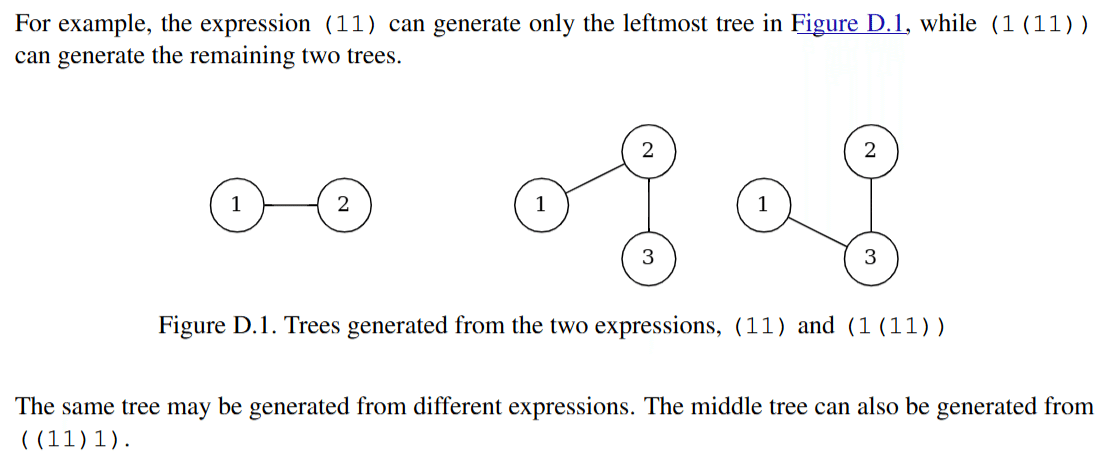 For example, the expression (11) can generate only the leftmost tree in Figure D.1, while (1(11))
can generate the remaining two trees.
2
2
1
2
1
1
3
3
Figure D.1. Trees generated from the two expressions, (11) and (1(11))
The same tree may be generated from different expressions. The middle tree can also be generated from
((11)1).